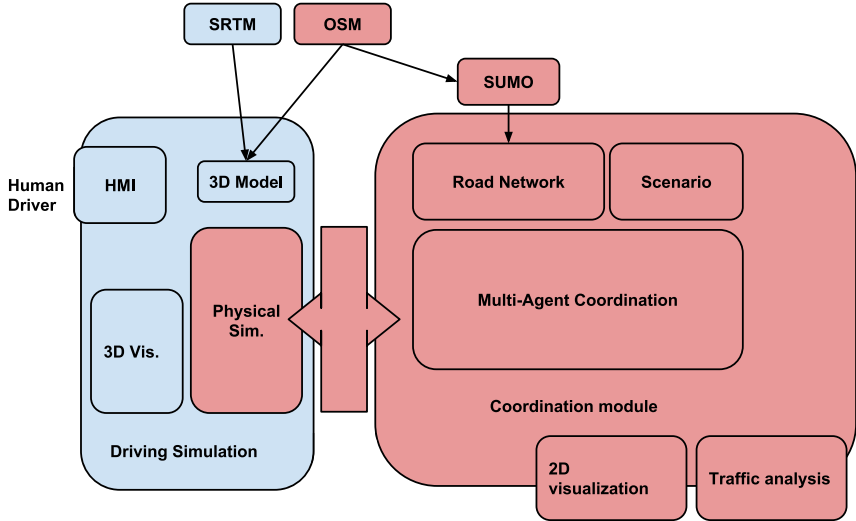 SRTM
OSM
SUMO
Human
Driver
HMI
3D Model
Road Network
Scenario
Physical
Sim.
3D Vis.
Multi-Agent Coordination
Driving Simulation
Coordination module
2D
visualization
Traffic analysis